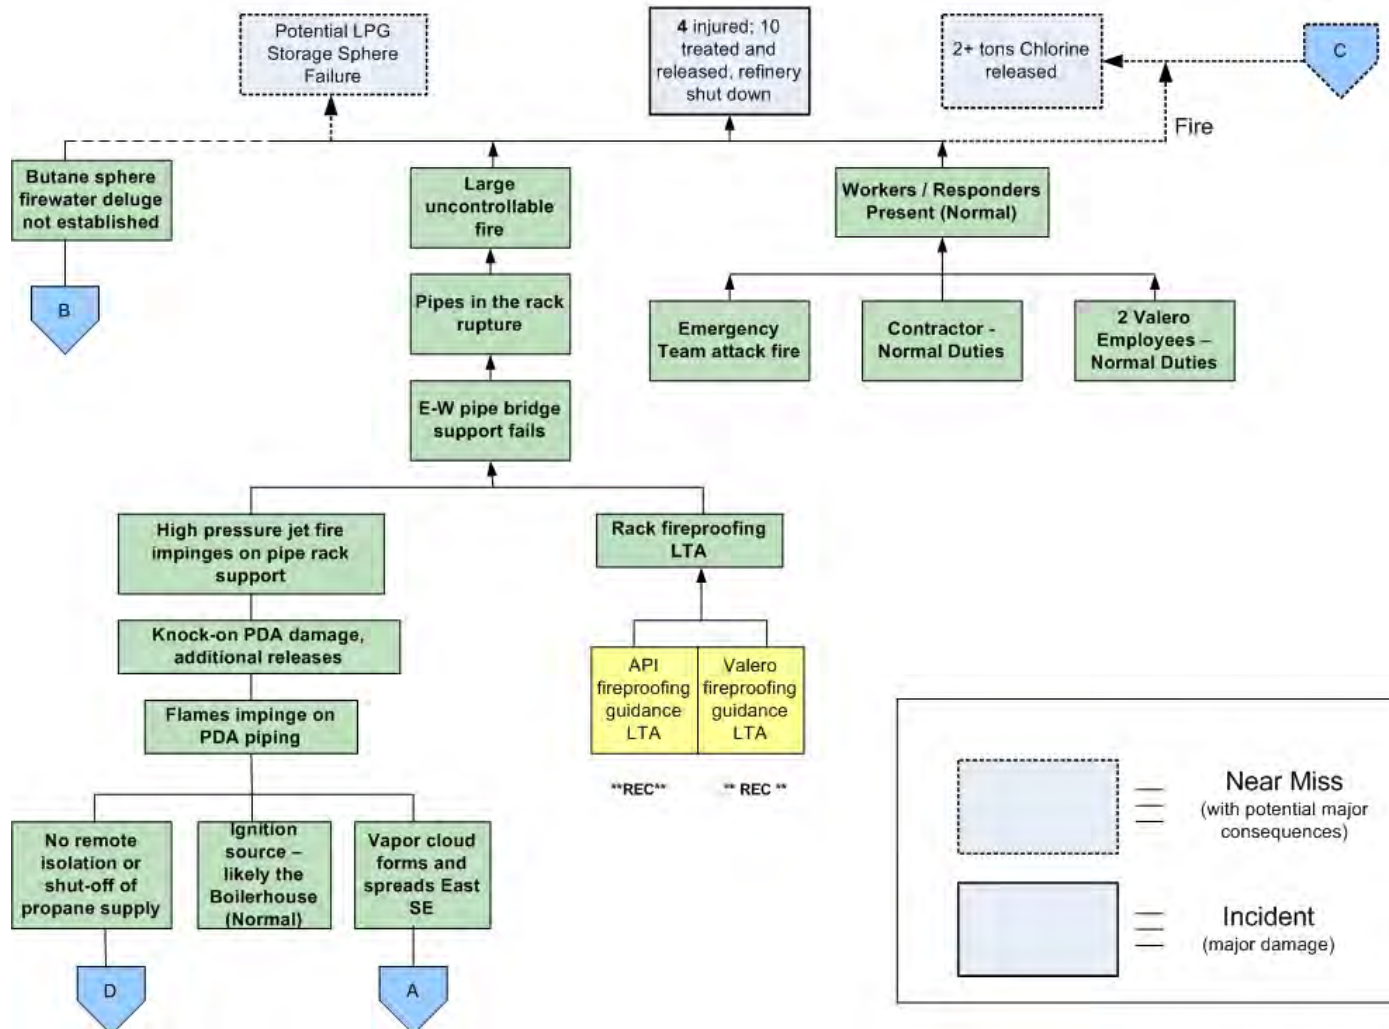 Potential LPG
Storage Sphere
Failure
4 injured; 10
treated and
released, refinery
shut down
2+ tons Chlorine
released
C
Fire
Butane sphere
firewater deluge
not established
B
Large
uncontrollable
fire
Workers / Responders
Present (Normal)
Pipes in the rack
rupture
Emergency
Team attack fire
Contractor -
Normal Duties
2 Valero
Employees –
Normal Duties
E-W pipe bridge
support fails
High pressure jet fire
impinges on pipe rack
support
Rack fireproofing
LTA
Knock-on PDA damage,
additional releases
API
fireproofing
guidance
LTA
Valero
fireproofing
guidance
LTA
**REC**
** REC **
Flames impinge on
PDA piping
No remote
isolation or
shut-off of
propane supply
Ignition
source –
likely the
Boilerhouse
(Normal)
Vapor cloud
forms and
spreads East
SE
D
A
Near Miss
(with potential major
consequences)
Incident
(major damage)